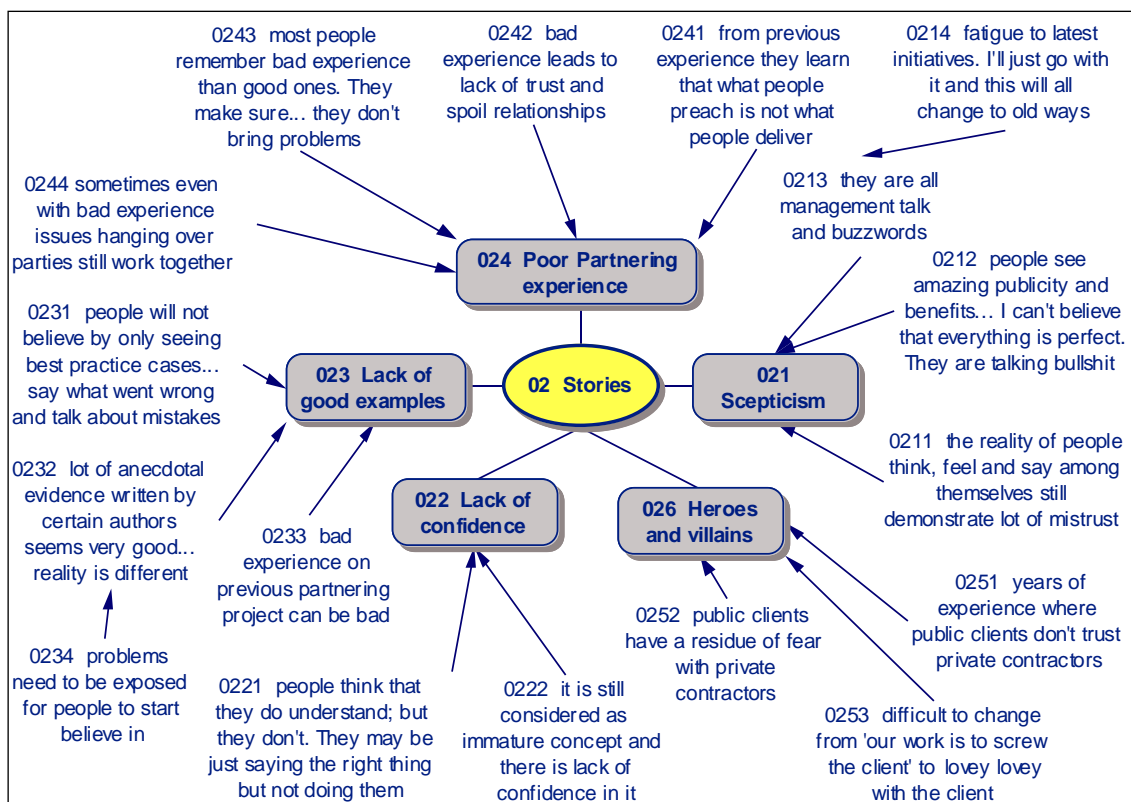 0243 most people
remember bad experience
than good ones. They
make sure... they don't
bring problems
0242 bad
experience leads to
lack of trust and
spoil relationships
0241 from previous
experience they learn
that what people
preach is not what
people deliver
0214 fatigue to latest
initiatives. I'll just go with
it and this will all
change to old ways
0244 sometimes even
with bad experience
issues hanging over
parties still work together
024 Poor Partnering
experience
0213 they are all
management talk
and buzzwords
0212 people see
amazing publicity and
benefits... I can't believe
that everything is perfect.
They are talking bullshit
0231 people will not
believe by only seeing
best practice cases...
say what went wrong
and talk about mistakes
023 Lack of
good examples
02 Stories
021
Scepticism
0232 lot of anecdotal
evidence written by
certain authors
seems very good...
reality is different
0233 bad
experience on
previous partnering
project can be bad
022 Lack of
confidence
026 Heroes
and villains
0211 the reality of people
think, feel and say among
themselves still
demonstrate lot of mistrust
0234 problems
need to be exposed
for people to start
believe in
0221 people think that
they do understand; but
they don't. They may be
just saying the right thing
but not doing them
0222 it is still
considered as
immature concept and
there is lack of
confidence in it
0252 public clients
have a residue of fear
with private
contractors
0251 years of
experience where
public clients don't trust
private contractors
0253 difficult to change
from 'our work is to screw
the client' to lovey lovey
with the client